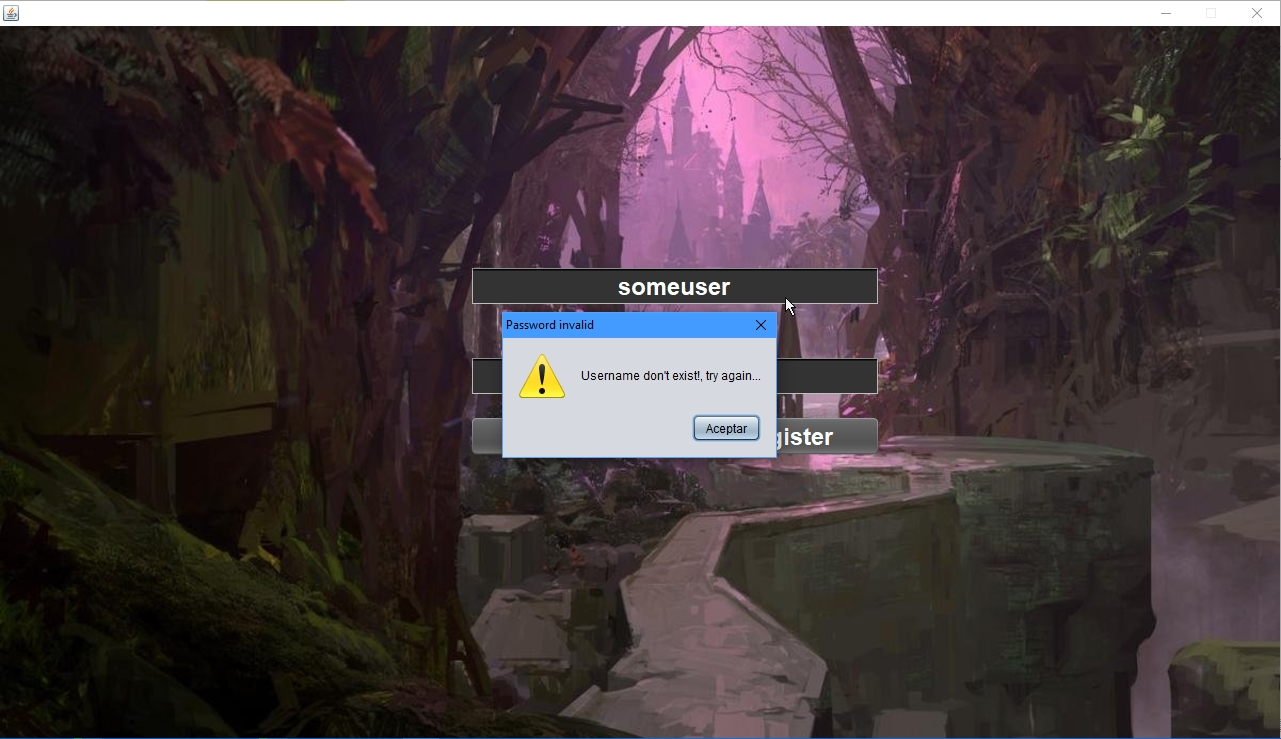 someuser
Password invalid
Username don't exist!, try again...
Aceptar
gister